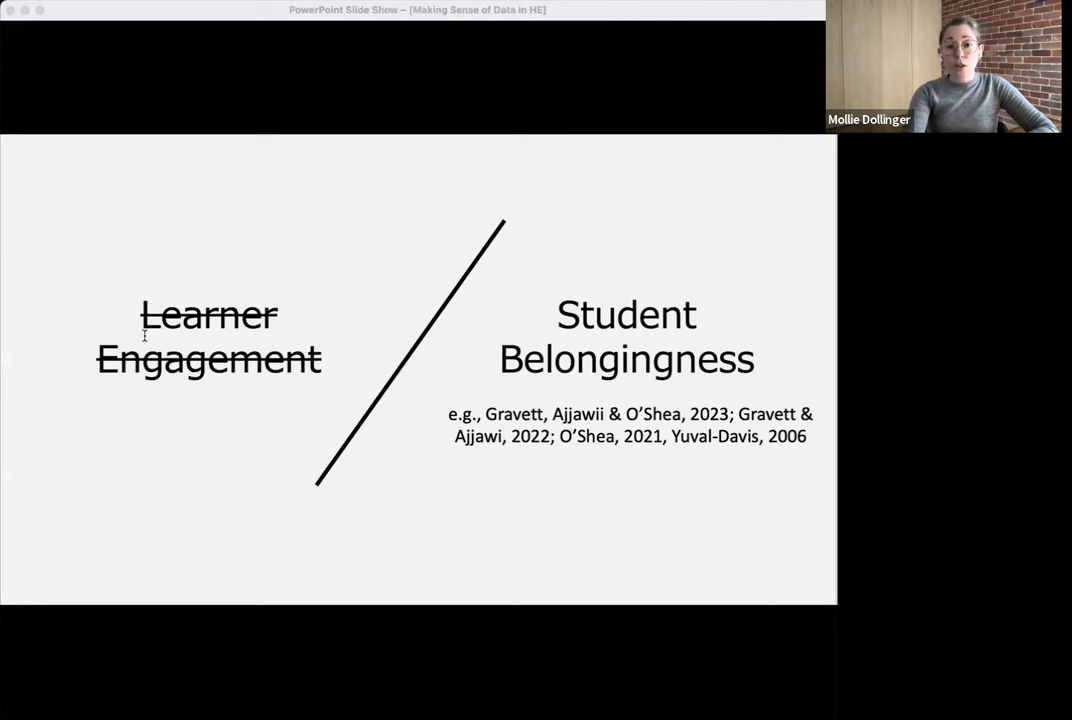 PowerPoint Slide Show – [Making Sense of Data in HE]
Mollie Dollinger
Learner
Engagement
Student
Belongingness
e.g., Gravett, Ajjawii & O’Shea, 2023; Gravett &
Ajjawi, 2022; O’Shea, 2021, Yuval-Davis, 2006